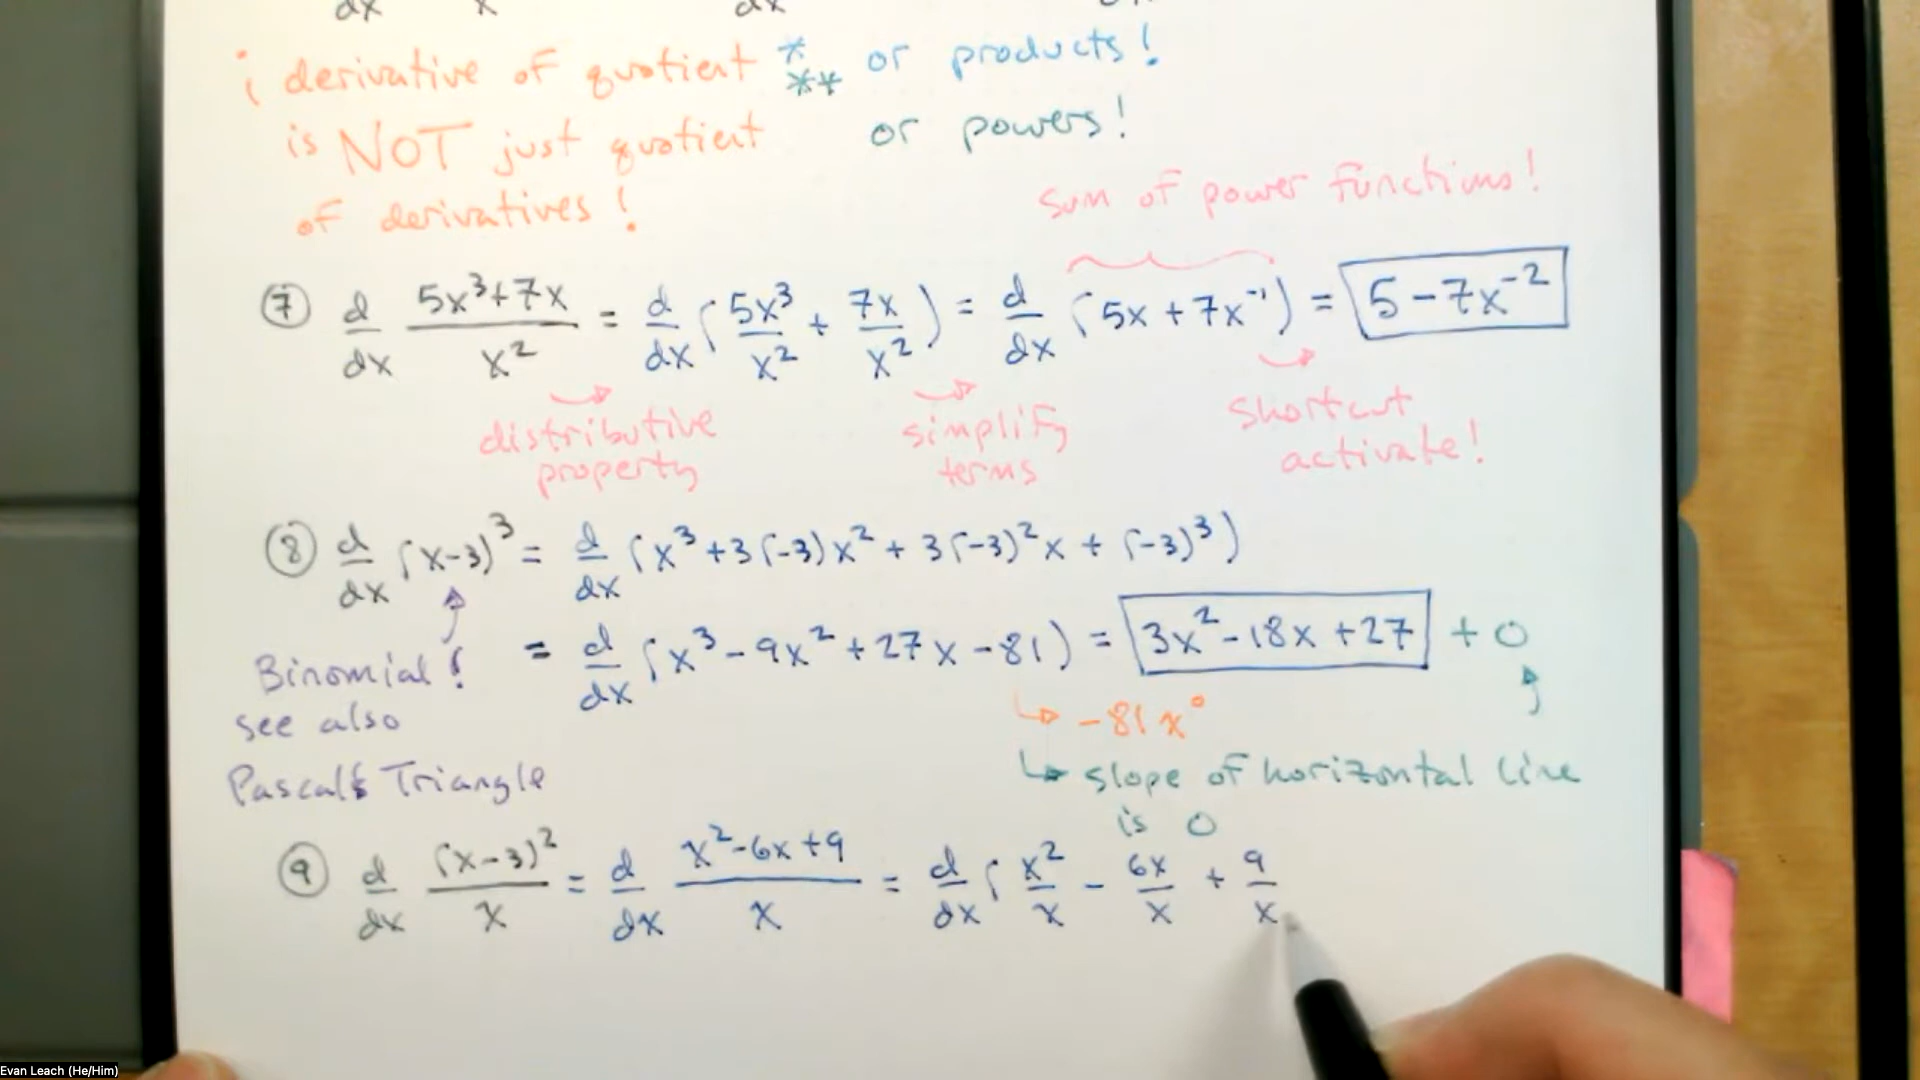 dx x dx
¡ derivative of quotient * or products!
is NOT just quotient ** or powers!
of derivatives!
sum of power functions!
⑦ d/dx (5x³+7x)/x² = d/dx (5x³/x² + 7x/x²) = d/dx (5x + 7x⁻¹) = 5-7x⁻²
distributive property
simplify terms
shortcut activate!
⑧ d/dx (x-3)³ = d/dx (x³ + 3(-3)x² + 3(-3)²x + (-3)³)
= d/dx (x³ - 9x² + 27x - 81) = 3x² - 18x + 27 + 0
Binomial!
see also
Pascal's Triangle
↳ -81x⁰
↳ slope of horizontal line
is 0
⑨ d/dx (x-3)²/x = d/dx (x²-6x+9)/x = d/dx ( x²/x - 6x/x + 9/x
Evan Leach (He/Him)